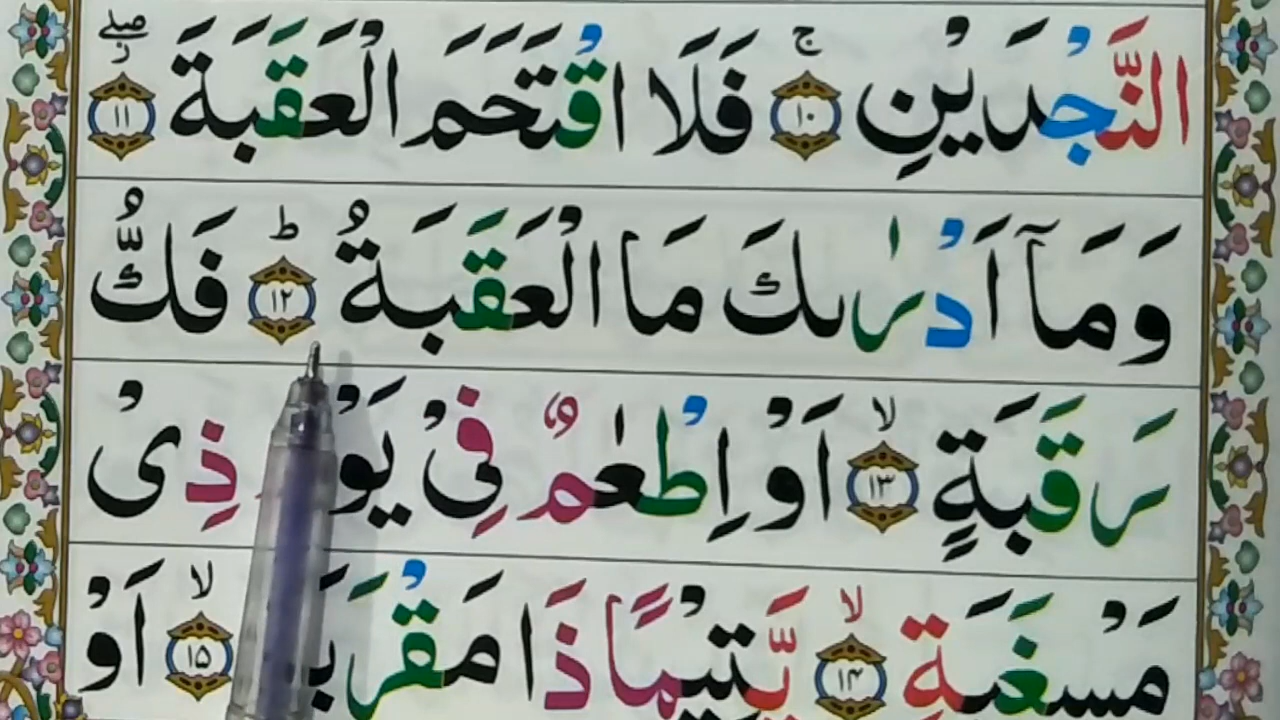 النَّجْدَيْنِ ۚ ١٠ فَلَا اقْتَحَمَ الْعَقَبَةَ ۖ ز ١١
وَمَآ اَدْرٰىكَ مَا الْعَقَبَةُ ؕ ١٢ فَكُّ
رَقَبَةٍ ۙ ١٣ اَوْ اِطْعٰمٌ فِیْ ذِیْ
مَسْغَبَةٍ ۙ ١٤ یَّتِیْمًا ذَا ۙ ١٥ اَوْ